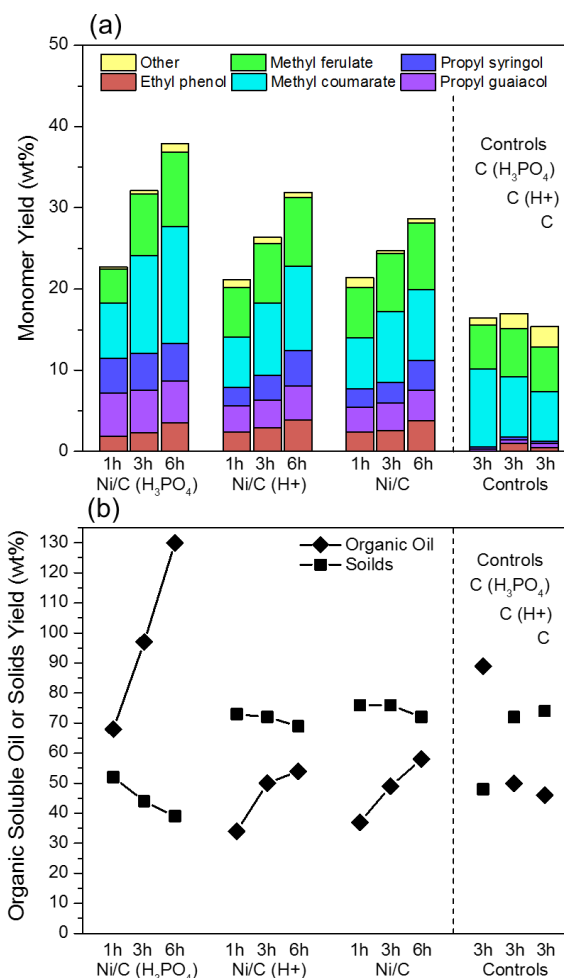 (a)
Monomer Yield (wt%)
50
40
30
20
10
0
Other Methyl ferulate Propyl syringol
Ethyl phenol Methyl coumarate Propyl guaiacol
Controls
C (H₃PO₄)
C (H+)
C
1h 3h 6h 1h 3h 6h 1h 3h 6h 3h 3h 3h
Ni/C (H₃PO₄) Ni/C (H+) Ni/C Controls
(b)
Organic Soluble Oil or Solids Yield (wt%)
130
120
110
100
90
80
70
60
50
40
30
20
10
0
Organic Oil
Soilds
Controls
C (H₃PO₄)
C (H+)
C
1h 3h 6h 1h 3h 6h 1h 3h 6h 3h 3h 3h
Ni/C (H₃PO₄) Ni/C (H+) Ni/C Controls